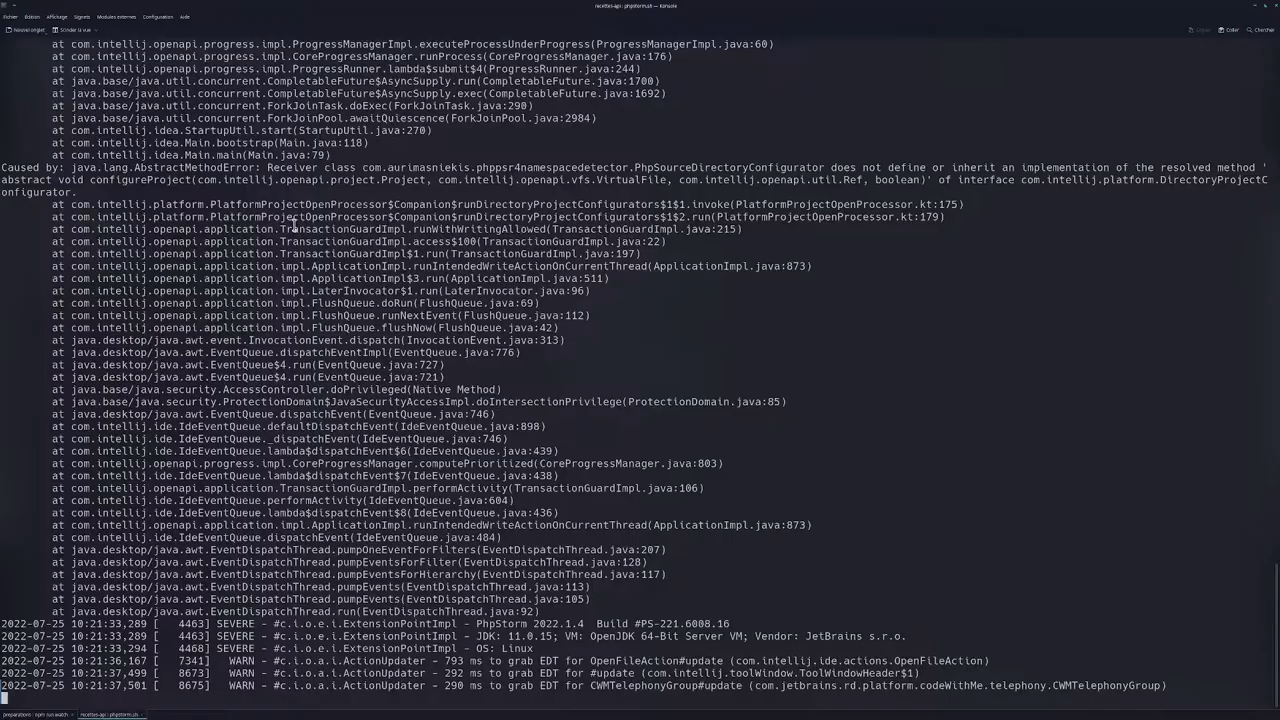 recettes-api : phpstorm.sh — Konsole
Fichier Édition Affichage Signets Modules externes Configuration Aide
Nouvel onglet Scinder la vue Copier Coller Chercher
at com.intellij.openapi.progress.impl.ProgressManagerImpl.executeProcessUnderProgress(ProgressManagerImpl.java:60)
at com.intellij.openapi.progress.impl.CoreProgressManager.runProcess(CoreProgressManager.java:176)
at com.intellij.openapi.progress.impl.ProgressRunner.lambda$submit$4(ProgressRunner.java:244)
at java.base/java.util.concurrent.CompletableFuture$AsyncSupply.run(CompletableFuture.java:1700)
at java.base/java.util.concurrent.CompletableFuture$AsyncSupply.exec(CompletableFuture.java:1692)
at java.base/java.util.concurrent.ForkJoinTask.doExec(ForkJoinTask.java:290)
at java.base/java.util.concurrent.ForkJoinPool.awaitQuiescence(ForkJoinPool.java:2984)
at com.intellij.idea.StartupUtil.start(StartupUtil.java:270)
at com.intellij.idea.Main.bootstrap(Main.java:118)
at com.intellij.idea.Main.main(Main.java:79)
Caused by: java.lang.AbstractMethodError: Receiver class com.aurimasniekis.phppsr4namespacedetector.PhpSourceDirectoryConfigurator does not define or inherit an implementation of the resolved method '
abstract void configureProject(com.intellij.openapi.project.Project, com.intellij.openapi.vfs.VirtualFile, com.intellij.openapi.util.Ref, boolean)' of interface com.intellij.platform.DirectoryProjectC
onfigurator.
at com.intellij.platform.PlatformProjectOpenProcessor$Companion$runDirectoryProjectConfigurators$1$1.invoke(PlatformProjectOpenProcessor.kt:175)
at com.intellij.platform.PlatformProjectOpenProcessor$Companion$runDirectoryProjectConfigurators$1$2.run(PlatformProjectOpenProcessor.kt:179)
at com.intellij.openapi.application.TransactionGuardImpl.runWithWritingAllowed(TransactionGuardImpl.java:215)
at com.intellij.openapi.application.TransactionGuardImpl.access$100(TransactionGuardImpl.java:22)
at com.intellij.openapi.application.TransactionGuardImpl$1.run(TransactionGuardImpl.java:197)
at com.intellij.openapi.application.impl.ApplicationImpl.runIntendedWriteActionOnCurrentThread(ApplicationImpl.java:873)
at com.intellij.openapi.application.impl.ApplicationImpl$3.run(ApplicationImpl.java:511)
at com.intellij.openapi.application.impl.LaterInvocator$1.run(LaterInvocator.java:96)
at com.intellij.openapi.application.impl.FlushQueue.doRun(FlushQueue.java:69)
at com.intellij.openapi.application.impl.FlushQueue.runNextEvent(FlushQueue.java:112)
at com.intellij.openapi.application.impl.FlushQueue.flushNow(FlushQueue.java:42)
at java.desktop/java.awt.event.InvocationEvent.dispatch(InvocationEvent.java:313)
at java.desktop/java.awt.EventQueue.dispatchEventImpl(EventQueue.java:776)
at java.desktop/java.awt.EventQueue$4.run(EventQueue.java:727)
at java.desktop/java.awt.EventQueue$4.run(EventQueue.java:721)
at java.base/java.security.AccessController.doPrivileged(Native Method)
at java.base/java.security.ProtectionDomain$JavaSecurityAccessImpl.doIntersectionPrivilege(ProtectionDomain.java:85)
at java.desktop/java.awt.EventQueue.dispatchEvent(EventQueue.java:746)
at com.intellij.ide.IdeEventQueue.defaultDispatchEvent(IdeEventQueue.java:898)
at com.intellij.ide.IdeEventQueue._dispatchEvent(IdeEventQueue.java:746)
at com.intellij.ide.IdeEventQueue.lambda$dispatchEvent$6(IdeEventQueue.java:439)
at com.intellij.openapi.progress.impl.CoreProgressManager.computePrioritized(CoreProgressManager.java:803)
at com.intellij.ide.IdeEventQueue.lambda$dispatchEvent$7(IdeEventQueue.java:438)
at com.intellij.openapi.application.TransactionGuardImpl.performActivity(TransactionGuardImpl.java:106)
at com.intellij.ide.IdeEventQueue.performActivity(IdeEventQueue.java:604)
at com.intellij.ide.IdeEventQueue.lambda$dispatchEvent$8(IdeEventQueue.java:436)
at com.intellij.openapi.application.impl.ApplicationImpl.runIntendedWriteActionOnCurrentThread(ApplicationImpl.java:873)
at com.intellij.ide.IdeEventQueue.dispatchEvent(IdeEventQueue.java:484)
at java.desktop/java.awt.EventDispatchThread.pumpOneEventForFilters(EventDispatchThread.java:207)
at java.desktop/java.awt.EventDispatchThread.pumpEventsForFilter(EventDispatchThread.java:128)
at java.desktop/java.awt.EventDispatchThread.pumpEventsForHierarchy(EventDispatchThread.java:117)
at java.desktop/java.awt.EventDispatchThread.pumpEvents(EventDispatchThread.java:113)
at java.desktop/java.awt.EventDispatchThread.pumpEvents(EventDispatchThread.java:105)
at java.desktop/java.awt.EventDispatchThread.run(EventDispatchThread.java:92)
2022-07-25 10:21:33,289 [   4463] SEVERE - #c.i.o.e.i.ExtensionPointImpl - PhpStorm 2022.1.4  Build #PS-221.6008.16
2022-07-25 10:21:33,289 [   4463] SEVERE - #c.i.o.e.i.ExtensionPointImpl - JDK: 11.0.15; VM: OpenJDK 64-Bit Server VM; Vendor: JetBrains s.r.o.
2022-07-25 10:21:33,294 [   4468] SEVERE - #c.i.o.e.i.ExtensionPointImpl - OS: Linux
2022-07-25 10:21:36,167 [   7341]   WARN - #c.i.o.a.i.ActionUpdater - 793 ms to grab EDT for OpenFileAction#update (com.intellij.ide.actions.OpenFileAction)
2022-07-25 10:21:37,499 [   8673]   WARN - #c.i.o.a.i.ActionUpdater - 292 ms to grab EDT for #update (com.intellij.toolWindow.ToolWindowHeader$1)
2022-07-25 10:21:37,501 [   8675]   WARN - #c.i.o.a.i.ActionUpdater - 290 ms to grab EDT for CWMTelephonyGroup#update (com.jetbrains.rd.platform.codeWithMe.telephony.CWMTelephonyGroup)
preparations : npm run watch recettes-api : phpstorm.sh